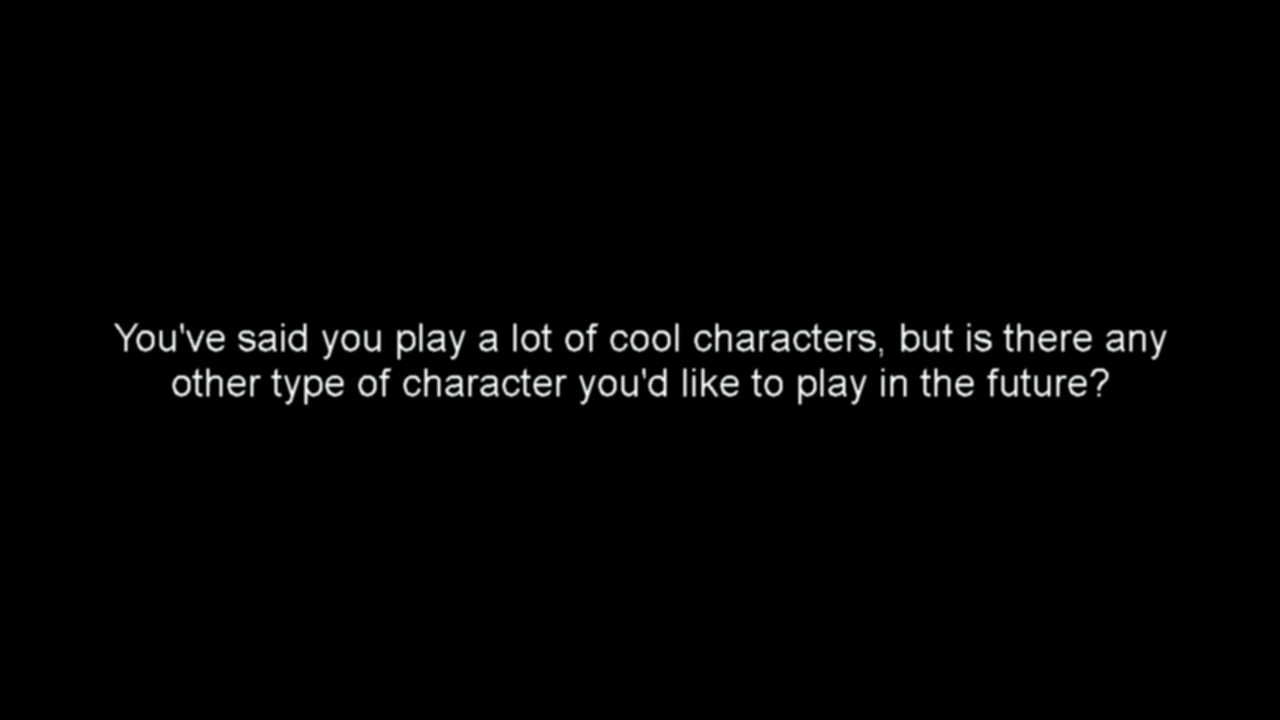 You've said you play a lot of cool characters, but is there any
other type of character you'd like to play in the future?